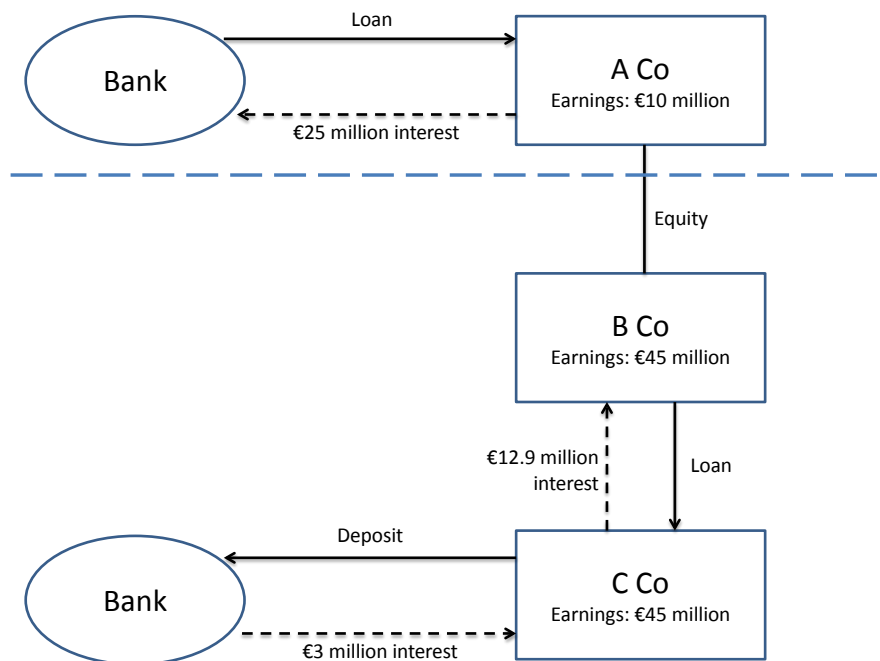 Loan
Bank
A Co
Earnings: €10 million
€25 million interest
Equity
B Co
Earnings: €45 million
€12.9 million
interest
Loan
Deposit
Bank
C Co
Earnings: €45 million
€3 million interest